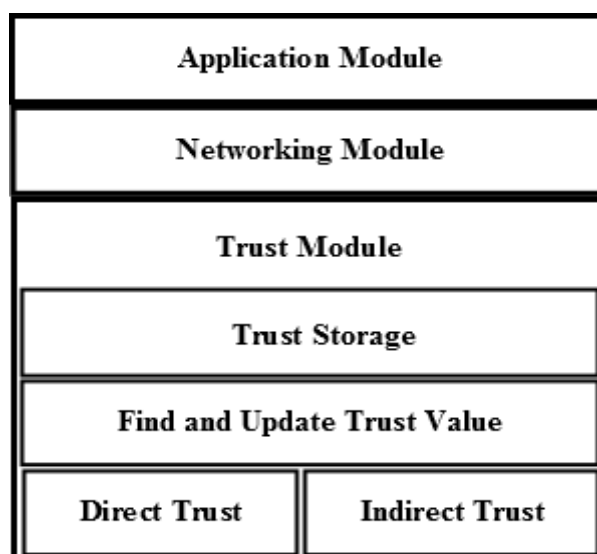 Application Module
Networking Module
Trust Module
Trust Storage
Find and Update Trust Value
Direct Trust
Indirect Trust